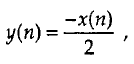 y(n) = −x(n)/2 ,